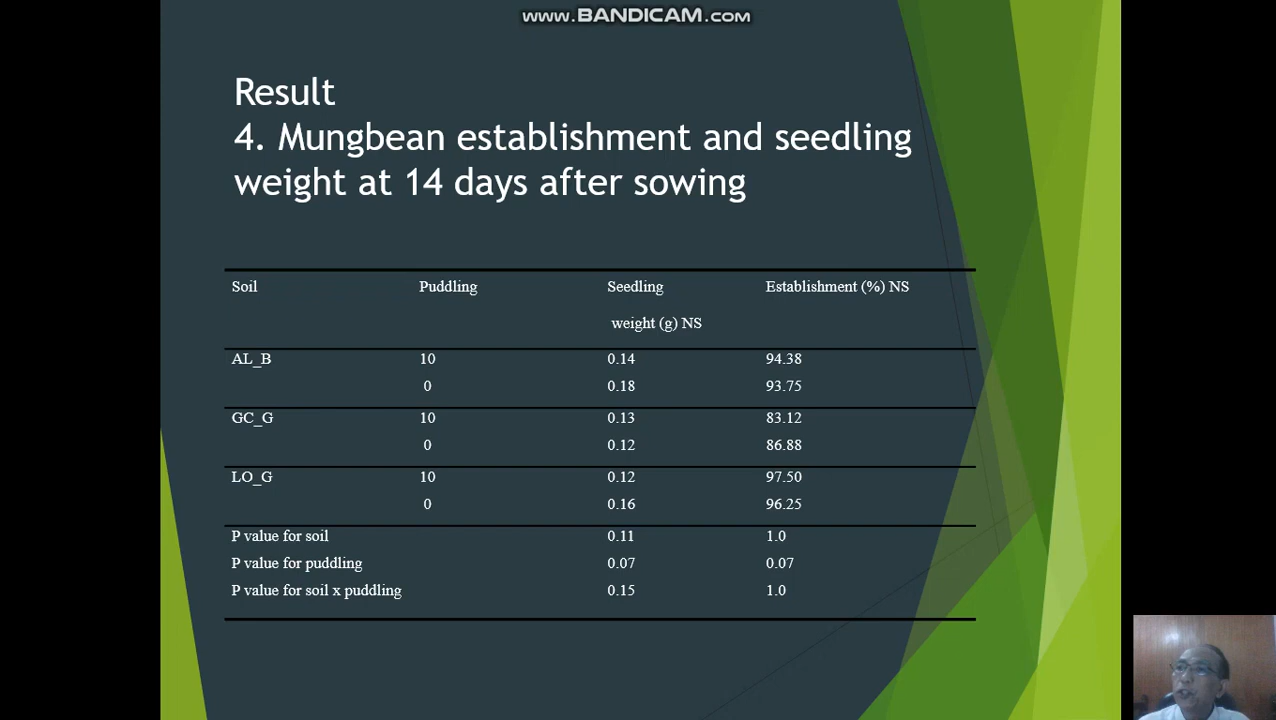 www.BANDICAM.com
Result
4. Mungbean establishment and seedling
weight at 14 days after sowing
Soil Puddling Seedling Establishment (%) NS
weight (g) NS
AL_B 10 0.14 94.38
0 0.18 93.75
GC_G 10 0.13 83.12
0 0.12 86.88
LO_G 10 0.12 97.50
0 0.16 96.25
P value for soil 0.11 1.0
P value for puddling 0.07 0.07
P value for soil x puddling 0.15 1.0